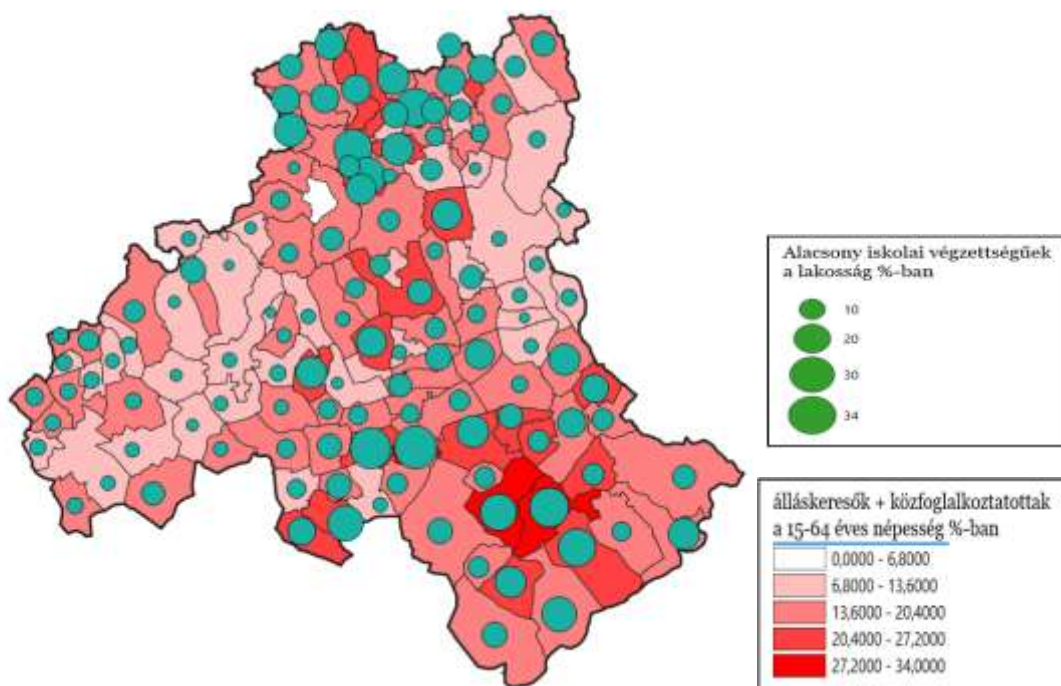 Alacsony iskolai végzettségűek
a lakosság %-ban
10
20
30
34
álláskeresők + közfoglalkoztatottak
a 15-64 éves népesség %-ban
0,0000 - 6,8000
6,8000 - 13,6000
13,6000 - 20,4000
20,4000 - 27,2000
27,2000 - 34,0000